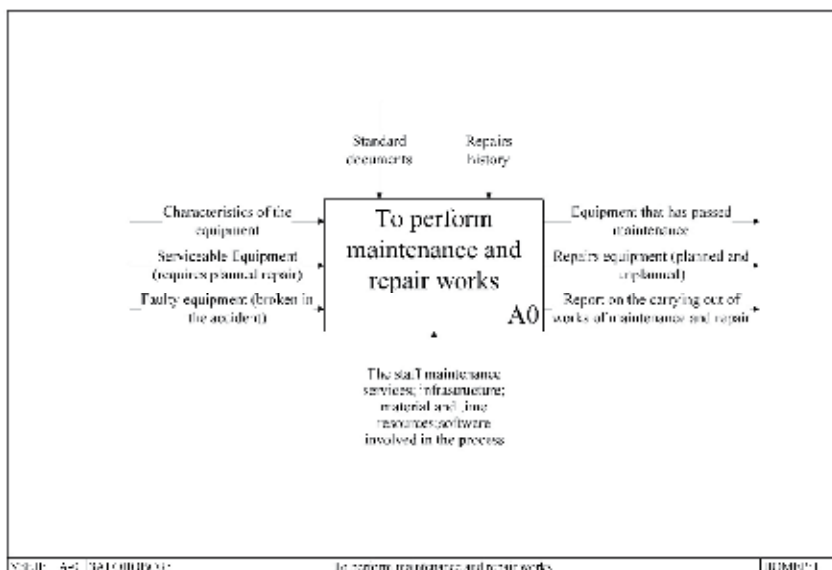 Standard
documents
Repairs
history
Characteristics of the
equipment
Serviceable Equipment
(requires planned repair)
Faulty equipment (broken in
the accident)
To perform
maintenance and
repair works
A0
Equipment that has passed
maintenance
Repairs equipment (planned and
unplanned)
Report on the carrying out of
works of maintenance and repair
The staff maintenance
services; infrastructure;
material and time
resources;software
involved in the process
A-0
To perform maintenance and repair works